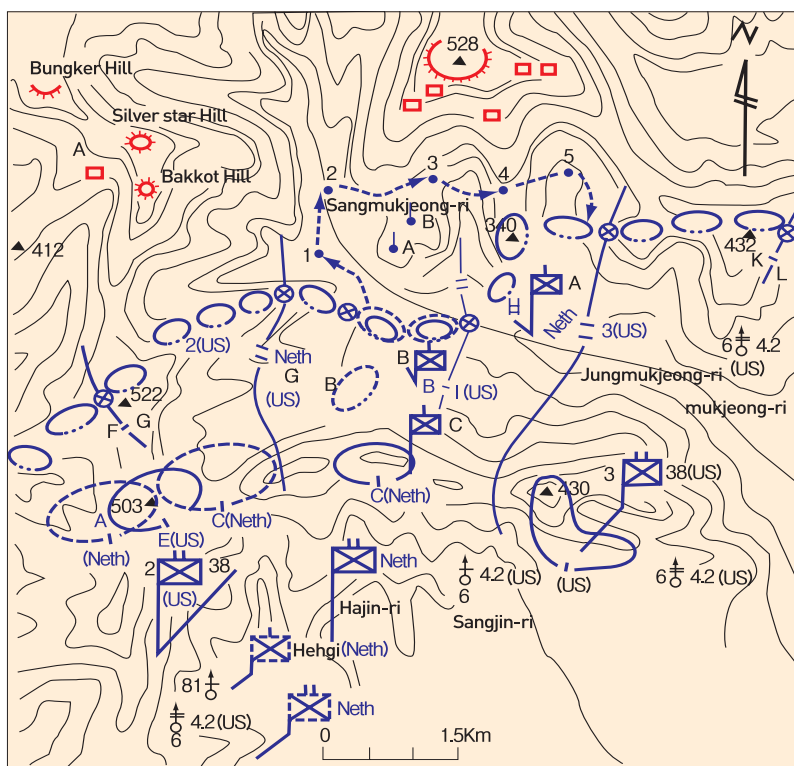 N
528
Bungker Hill
Silver star Hill
A
Bakkot Hill
2
3
4
5
Sangmukjeong-ri
B
340
412
1
A
432
K
L
H
A
Neth
2(US)
3(US)
6 4.2
(US)
Neth
G
(US)
B
B
B
I (US)
Jungmukjeong-ri
mukjeong-ri
522
F
G
C
C(Neth)
3
38(US)
430
503
A
(Neth)
C(Neth)
E(US)
2
38
(US)
Neth
4.2 (US)
6
(US)
6 4.2 (US)
Hajin-ri
Sangjin-ri
Hehgi (Neth)
81
4.2 (US)
6
Neth
0
1.5Km